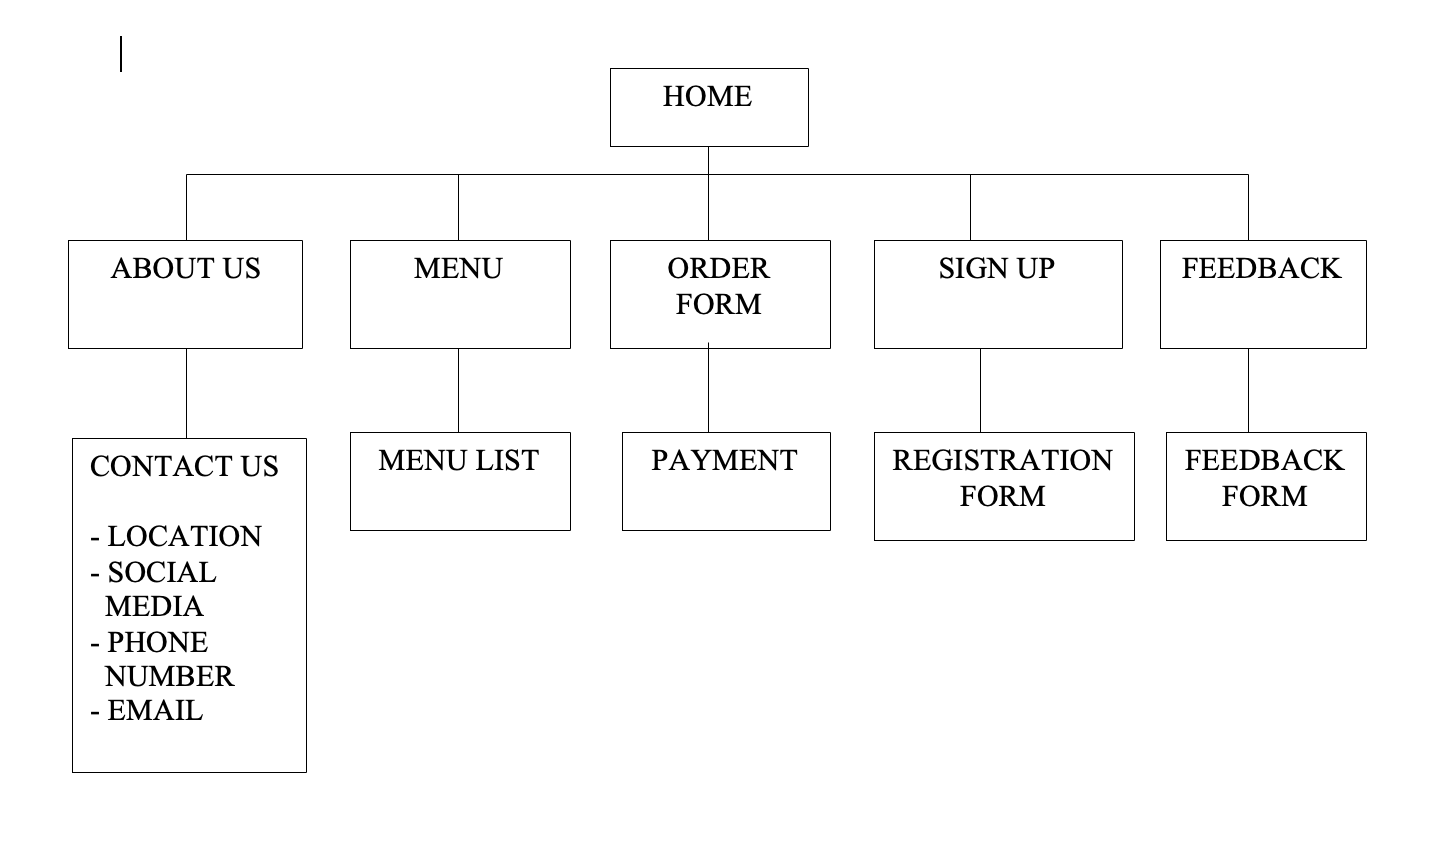 HOME
ABOUT US
MENU
ORDER
FORM
SIGN UP
FEEDBACK
CONTACT US
- LOCATION
- SOCIAL
MEDIA
- PHONE
NUMBER
- EMAIL
MENU LIST
PAYMENT
REGISTRATION
FORM
FEEDBACK
FORM